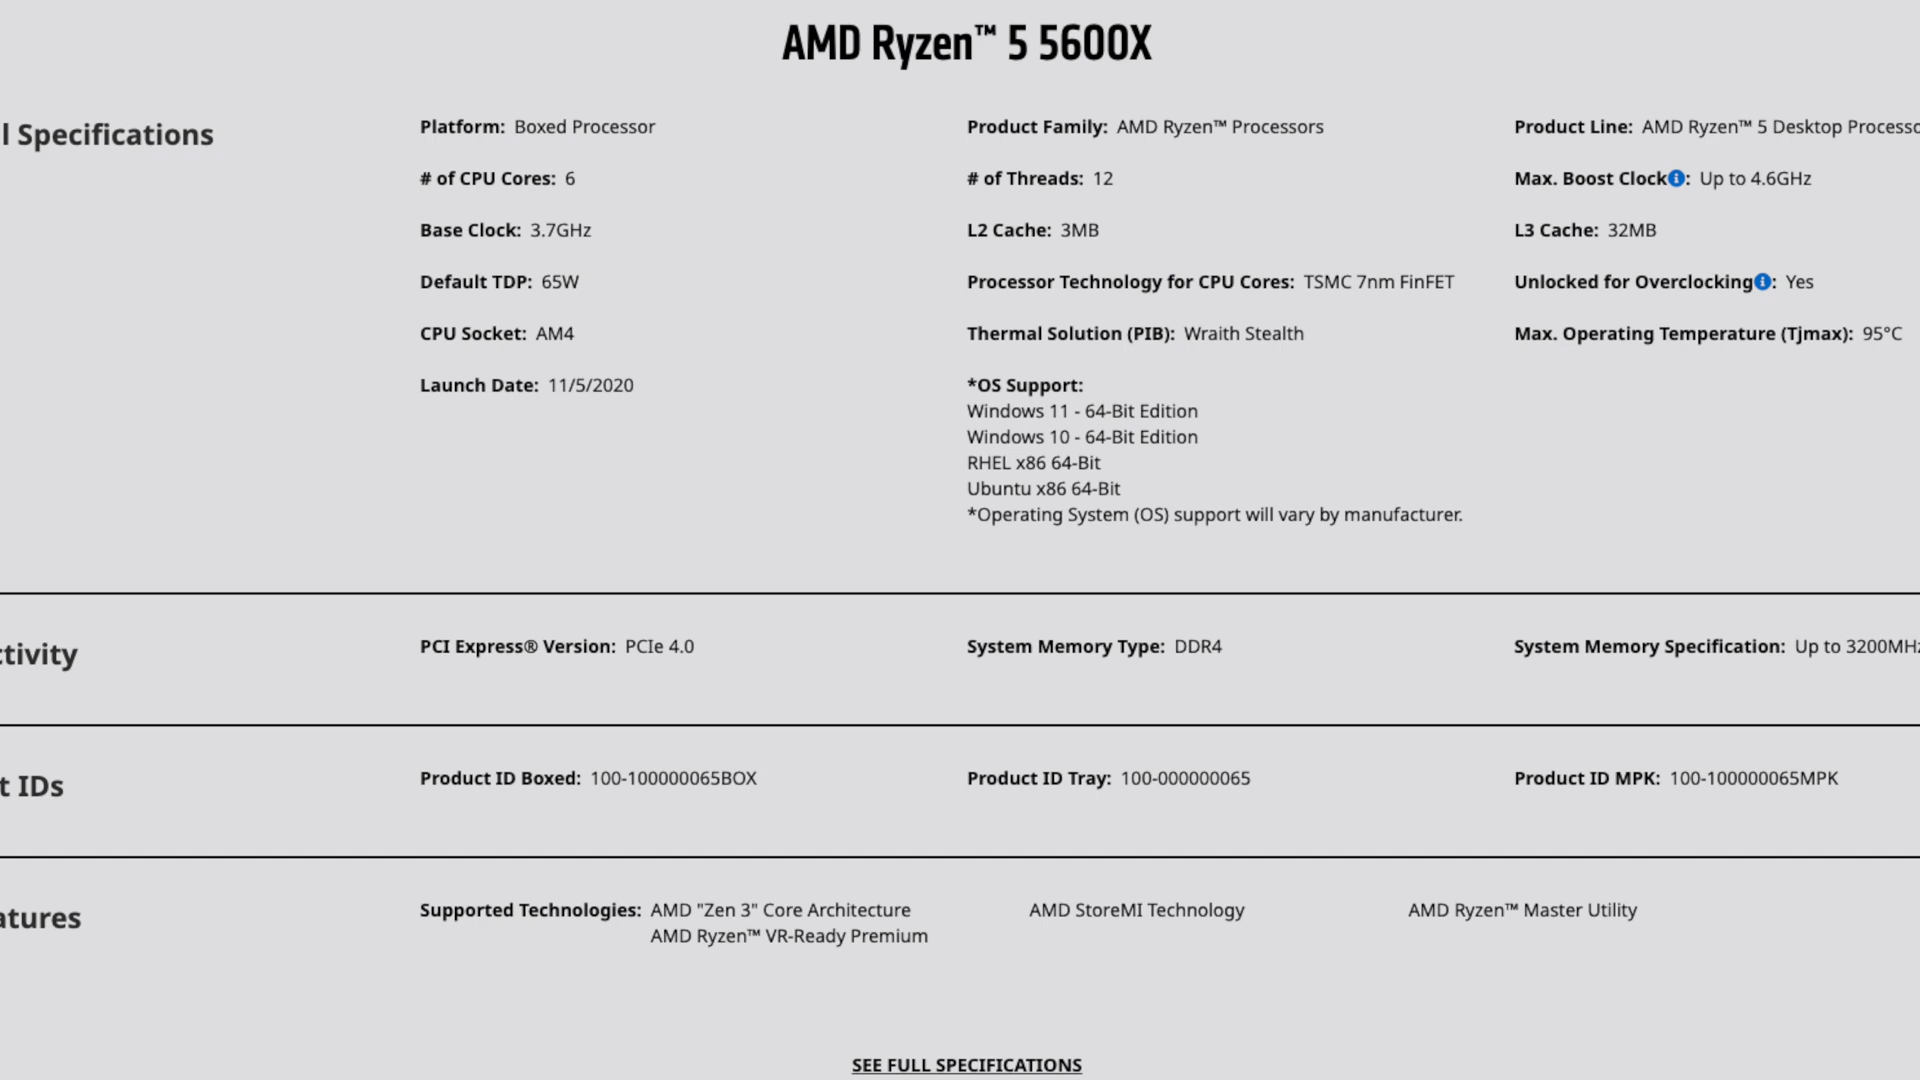 AMD Ryzen™ 5 5600X
l Specifications
Platform: Boxed Processor
Product Family: AMD Ryzen™ Processors
Product Line: AMD Ryzen™ 5 Desktop Processo
# of CPU Cores: 6
# of Threads: 12
Max. Boost Clock: Up to 4.6GHz
Base Clock: 3.7GHz
L2 Cache: 3MB
L3 Cache: 32MB
Default TDP: 65W
Processor Technology for CPU Cores: TSMC 7nm FinFET
Unlocked for Overclocking: Yes
CPU Socket: AM4
Thermal Solution (PIB): Wraith Stealth
Max. Operating Temperature (Tjmax): 95°C
Launch Date: 11/5/2020
*OS Support:
Windows 11 - 64-Bit Edition
Windows 10 - 64-Bit Edition
RHEL x86 64-Bit
Ubuntu x86 64-Bit
*Operating System (OS) support will vary by manufacturer.
ctivity
PCI Express® Version: PCIe 4.0
System Memory Type: DDR4
System Memory Specification: Up to 3200MHz
t IDs
Product ID Boxed: 100-100000065BOX
Product ID Tray: 100-000000065
Product ID MPK: 100-100000065MPK
atures
Supported Technologies: AMD "Zen 3" Core Architecture
AMD Ryzen™ VR-Ready Premium
AMD StoreMI Technology
AMD Ryzen™ Master Utility
SEE FULL SPECIFICATIONS